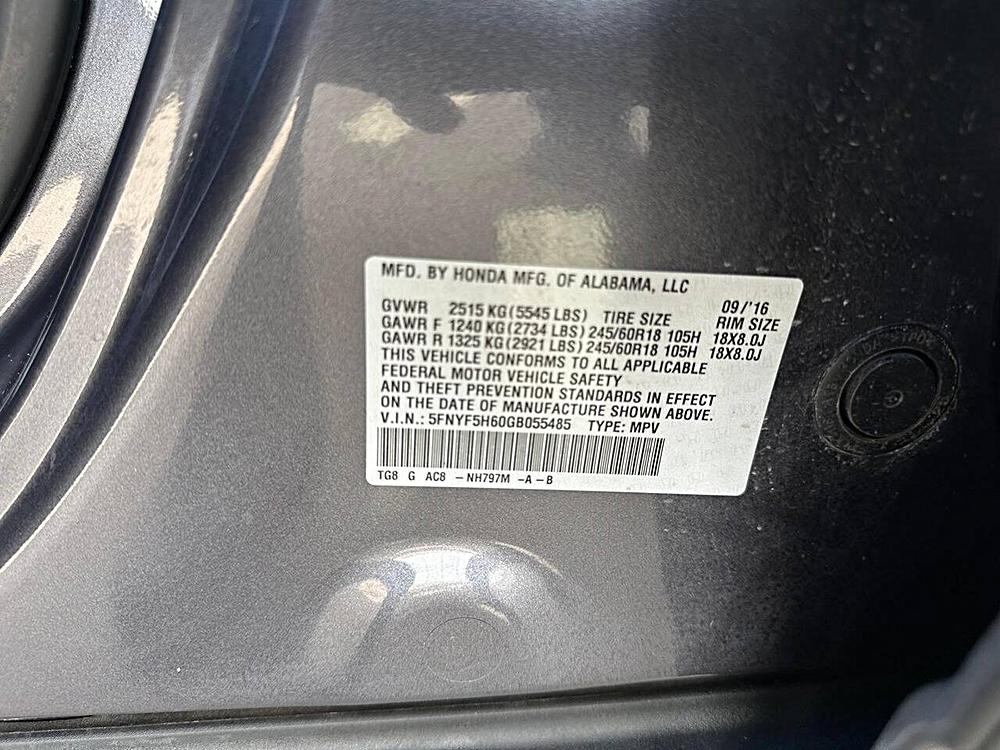 MFD. BY HONDA MFG. OF ALABAMA, LLC
09/'16
GVWR 2515 KG (5545 LBS) TIRE SIZE RIM SIZE
GAWR F 1240 KG (2734 LBS) 245/60R18 105H 18X8.0J
GAWR R 1325 KG (2921 LBS) 245/60R18 105H 18X8.0J
THIS VEHICLE CONFORMS TO ALL APPLICABLE
FEDERAL MOTOR VEHICLE SAFETY
AND THEFT PREVENTION STANDARDS IN EFFECT
ON THE DATE OF MANUFACTURE SHOWN ABOVE.
V.I.N.: 5FNYF5H60GB055485 TYPE: MPV
TG8 G AC8 -NH797M -A-B